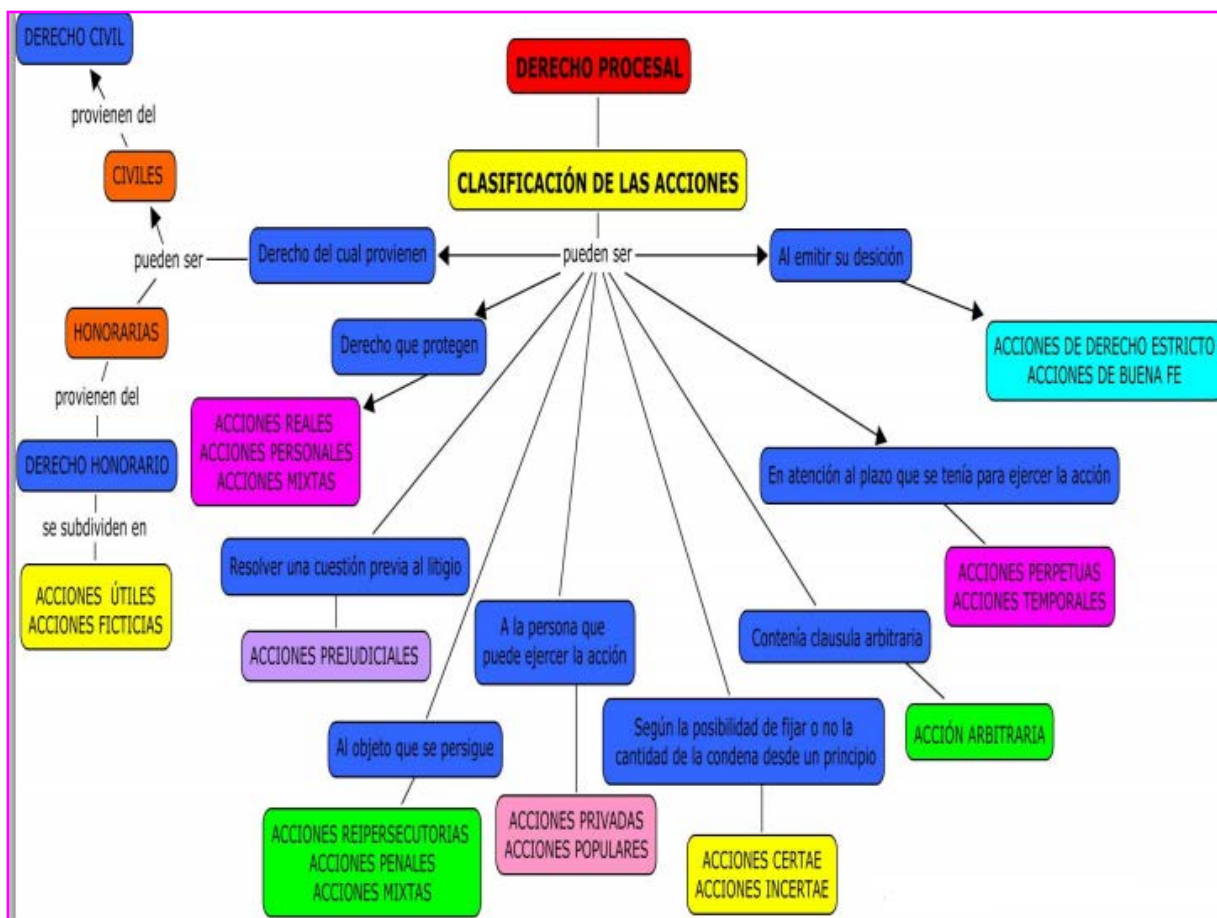 DERECHO CIVIL
provienen del
CIVILES
pueden ser
HONORARIAS
provienen del
DERECHO HONORARIO
se subdividen en
ACCIONES ÚTILES
ACCIONES FICTICIAS
DERECHO PROCESAL
CLASIFICACIÓN DE LAS ACCIONES
pueden ser
Derecho del cual provienen
Al emitir su desición
ACCIONES DE DERECHO ESTRICTO
ACCIONES DE BUENA FE
Derecho que protegen
ACCIONES REALES
ACCIONES PERSONALES
ACCIONES MIXTAS
En atención al plazo que se tenía para ejercer la acción
ACCIONES PERPETUAS
ACCIONES TEMPORALES
Resolver una cuestión previa al litigio
ACCIONES PREJUDICIALES
A la persona que
puede ejercer la acción
ACCIONES PRIVADAS
ACCIONES POPULARES
Contenía clausula arbitraria
ACCIÓN ARBITRARIA
Al objeto que se persigue
ACCIONES REIPERSECUTORIAS
ACCIONES PENALES
ACCIONES MIXTAS
Según la posibilidad de fijar o no la
cantidad de la condena desde un principio
ACCIONES CERTAE
ACCIONES INCERTAE